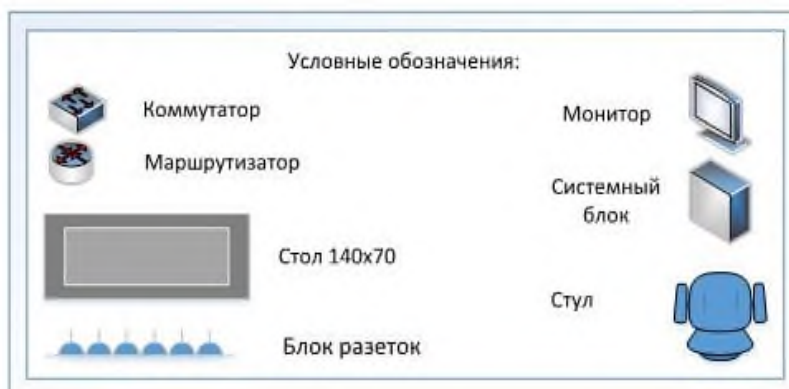 Условные обозначения:
Коммутатор
Маршрутизатор
Стол 140х70
Блок разеток
Монитор
Системный
блок
Стул